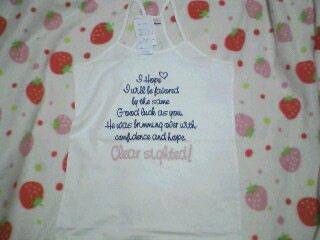 I Hope
I will be favored
by the same
Good luck as you.
He was brimming over with
confidence and hope.
Clear sighted!